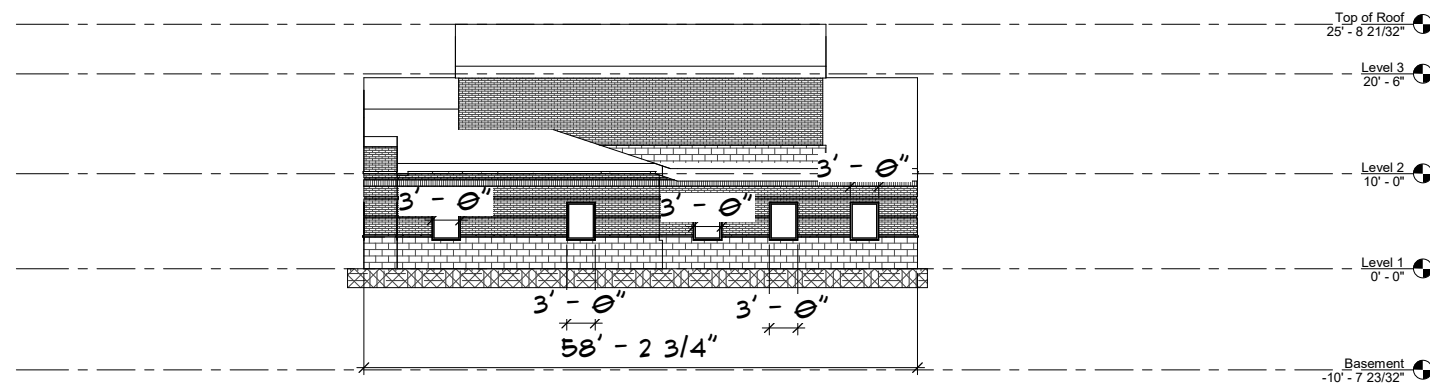 Top of Roof
25' - 8 21/32"
Level 3
20' - 6"
3' - 0"
Level 2
10' - 0"
3' - 0"
3' - 0"
Level 1
0' - 0"
3' - 0"
3' - 0"
58' - 2 3/4"
Basement
-10' - 7 23/32"